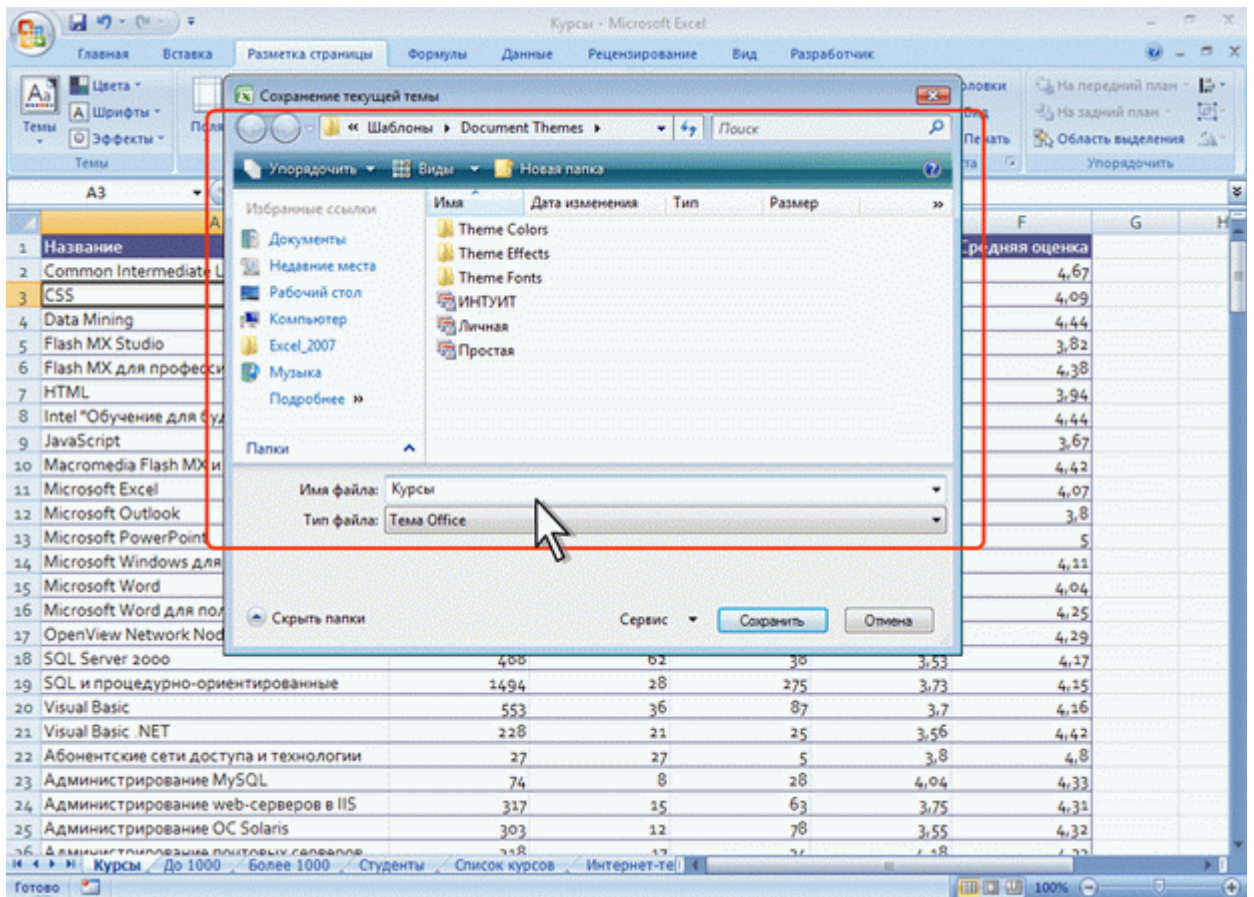 Курсы - Microsoft Excel
Главная Вставка Разметка страницы Формулы Данные Рецензирование Вид Разработчик
Aa Цвета
Шрифты
Эффекты
Темы
Темы
На передний план
На задний план
Область выделения
Печать
Упорядочить
Сохранение текущей темы
« Шаблоны Document Themes Поиск
Упорядочить Виды Новая папка
Избранные ссылки
Документы
Недавние места
Рабочий стол
Компьютер
Excel_2007
Музыка
Подробнее »
Папки
Имя Дата изменения Тип Размер »
Theme Colors
Theme Effects
Theme Fonts
ИНТУИТ
Личная
Простая
Имя файла: Курсы
Тип файла: Тема Office
Скрыть папки Сервис Сохранить Отмена
A3
A F G H
1 Название Средняя оценка
2 Common Intermediate L 4,67
3 CSS 4,09
4 Data Mining 4,44
5 Flash MX Studio 3,82
6 Flash MX для професси 4,38
7 HTML 3,94
8 Intel "Обучение для буд 4,44
9 JavaScript 3,67
10 Macromedia Flash MX и 4,42
11 Microsoft Excel 4,07
12 Microsoft Outlook 3,8
13 Microsoft PowerPoint 5
14 Microsoft Windows для 4,11
15 Microsoft Word 4,04
16 Microsoft Word для пол 4,25
17 OpenView Network Nod 4,29
18 SQL Server 2000 488 62 38 3,53 4,17
19 SQL и процедурно-ориентированные 1494 28 275 3,73 4,15
20 Visual Basic 553 36 87 3,7 4,16
21 Visual Basic .NET 228 21 25 3,56 4,42
22 Абонентские сети доступа и технологии 27 27 5 3,8 4,8
23 Администрирование MySQL 74 8 28 4,04 4,33
24 Администрирование web-серверов в IIS 317 15 63 3,75 4,31
25 Администрирование ОС Solaris 303 12 78 3,55 4,32
26 Администрирование почтовых серверов
Курсы До 1000 Более 1000 Студенты Список курсов Интернет-те
Готово 100%